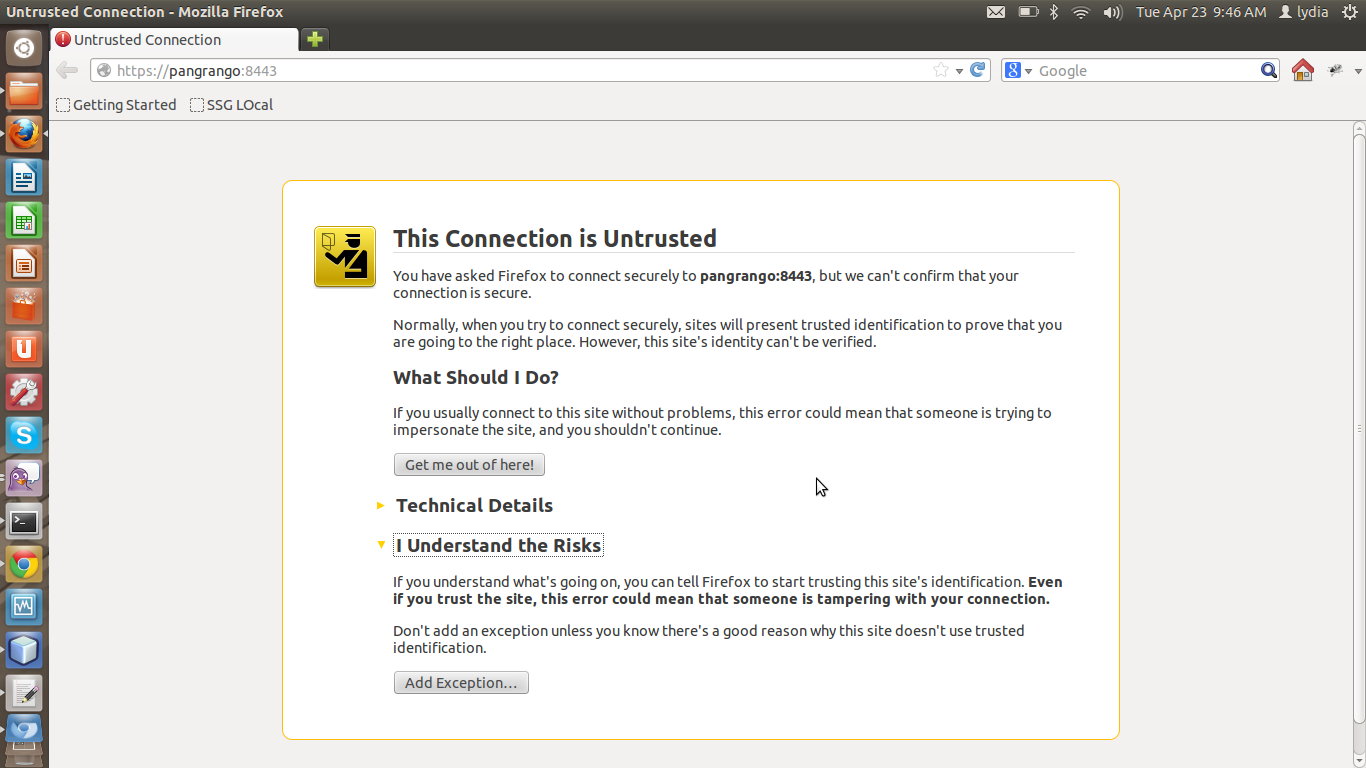 Untrusted Connection - Mozilla Firefox
Tue Apr 23 9:46 AM lydia
Untrusted Connection
https://pangrango:8443
8 Google
Getting Started SSG LOcal
This Connection is Untrusted
You have asked Firefox to connect securely to pangrango:8443, but we can't confirm that your
connection is secure.
Normally, when you try to connect securely, sites will present trusted identification to prove that you
are going to the right place. However, this site's identity can't be verified.
What Should I Do?
If you usually connect to this site without problems, this error could mean that someone is trying to
impersonate the site, and you shouldn't continue.
Get me out of here!
Technical Details
I Understand the Risks
If you understand what's going on, you can tell Firefox to start trusting this site's identification. Even
if you trust the site, this error could mean that someone is tampering with your connection.
Don't add an exception unless you know there's a good reason why this site doesn't use trusted
identification.
Add Exception...